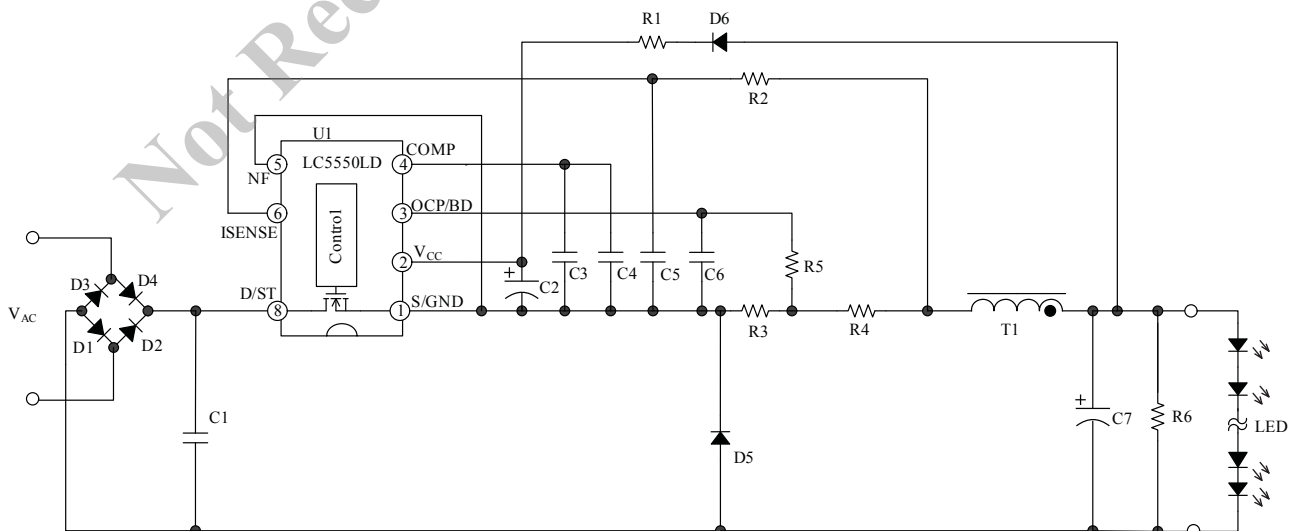 Not Rec
R1
D6
R2
U1
LC5550LD
COMP
5
4
NF
6
ISENSE
Control
3
OCP/BD
VCC
2
D/ST
8
S/GND
1
C2
C3
C4
C5
C6
R5
R3
R4
T1
D3
D4
VAC
D1
D2
C1
D5
C7
R6
LED